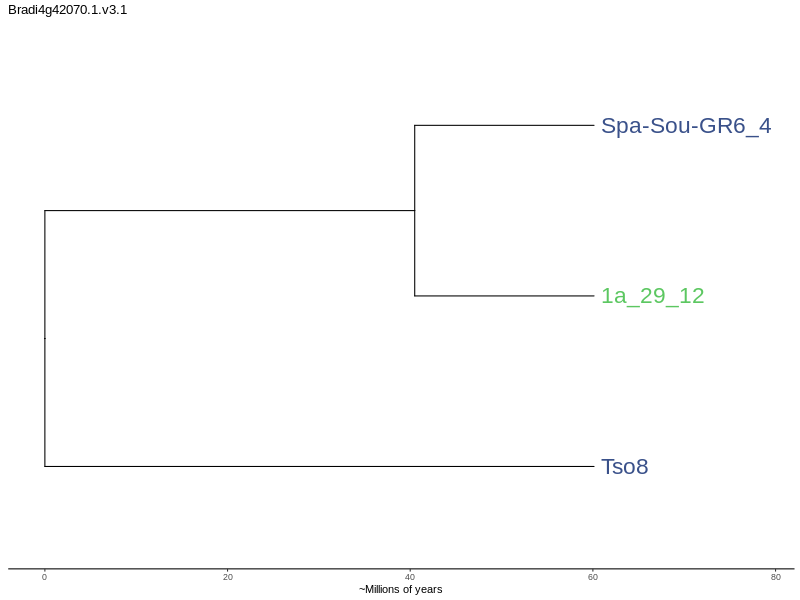 Bradi4g42070.1.v3.1
Spa-Sou-GR6_4
1a_29_12
Tso8
0 20 40 60 80
~Millions of years